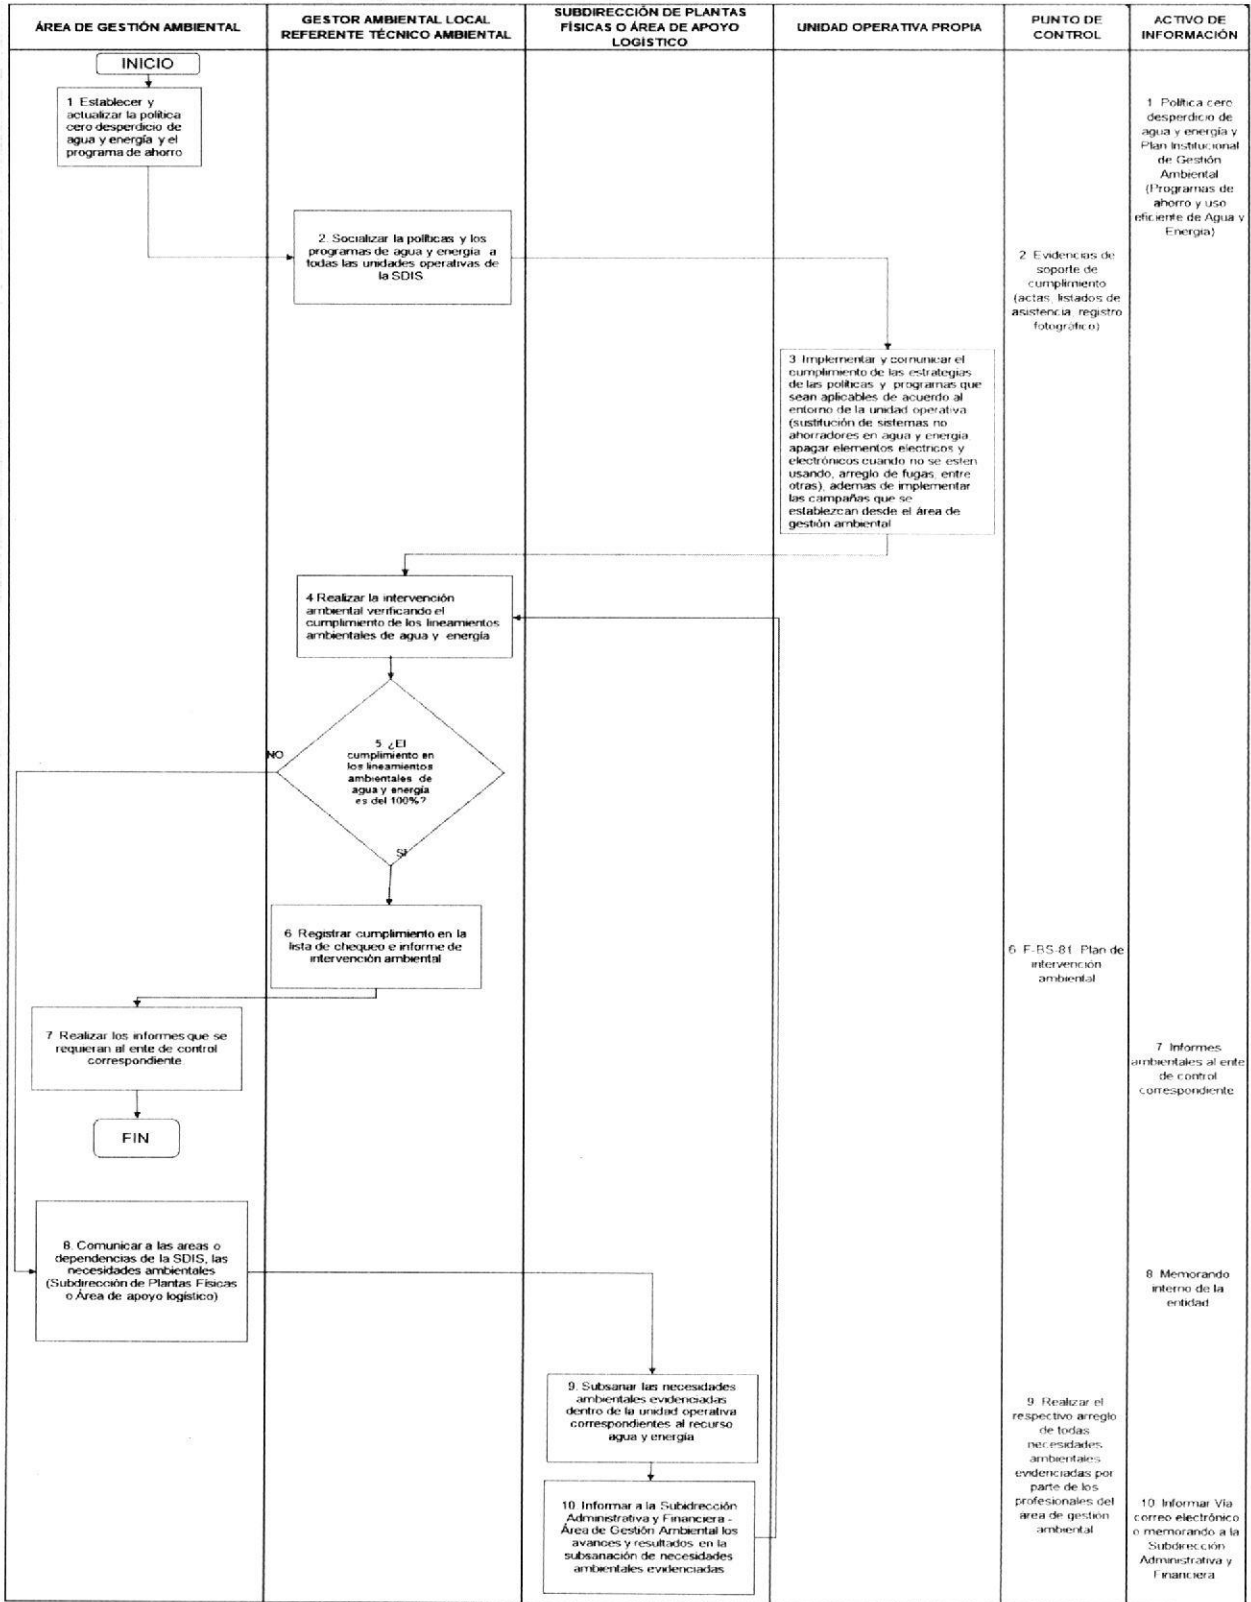 ÁREA DE GESTIÓN AMBIENTAL
GESTOR AMBIENTAL LOCAL
REFERENTE TÉCNICO AMBIENTAL
SUBDIRECCIÓN DE PLANTAS
FÍSICAS O ÁREA DE APOYO
LOGÍSTICO
UNIDAD OPERATIVA PROPIA
PUNTO DE
CONTROL
ACTIVO DE
INFORMACIÓN
INICIO
1 Establecer y
actualizar la política
cero desperdicio de
agua y energía y el
programa de ahorro
1 Política cero
desperdicio de
agua y energía y
Plan Institucional
de Gestión
Ambiental
(Programas de
ahorro y uso
eficiente de Agua y
Energía)
2. Socializar la políticas y los
programas de agua y energía a
todas las unidades operativas de
la SDIS
2 Evidencias de
soporte de
cumplimiento
(actas, listados de
asistencia, registro
fotográfico)
3 Implementar y comunicar el
cumplimiento de las estrategias
de las políticas y programas que
sean aplicables de acuerdo al
entorno de la unidad operativa
(sustitución de sistemas no
ahorradores en agua y energía
apagar elementos electricos y
electrónicos cuando no se esten
usando, arreglo de fugas, entre
otras), ademas de implementar
las campañas que se
establezcan desde el área de
gestión ambiental
4 Realizar la intervención
ambiental verificando el
cumplimiento de los lineamientos
ambientales de agua y energía
5 ¿El
cumplimiento en
los lineamientos
ambientales de
agua y energía
es del 100%?
NO
SI
6 Registrar cumplimiento en la
lista de chequeo e informe de
intervención ambiental
6 F-BS-81 Plan de
intervención
ambiental
7 Realizar los informes que se
requieran al ente de control
correspondiente
7 Informes
ambientales al ente
de control
correspondiente
FIN
8. Comunicar a las areas o
dependencias de la SDIS, las
necesidades ambientales
(Subdirección de Plantas Físicas
o Área de apoyo logístico)
8 Memorando
interno de la
entidad
9. Subsanar las necesidades
ambientales evidenciadas
dentro de la unidad operativa
correspondientes al recurso
agua y energía
9 Realizar el
respectivo arreglo
de todas
necesidades
ambientales
evidenciadas por
parte de los
profesionales del
area de gestión
ambiental
10 Informar a la Subidrección
Administrativa y Financiera -
Área de Gestión Ambiental los
avances y resultados en la
subsanación de necesidades
ambientales evidenciadas
10 Informar Vía
correo electrónico
o memorando a la
Subdirección
Administrativa y
Financiera